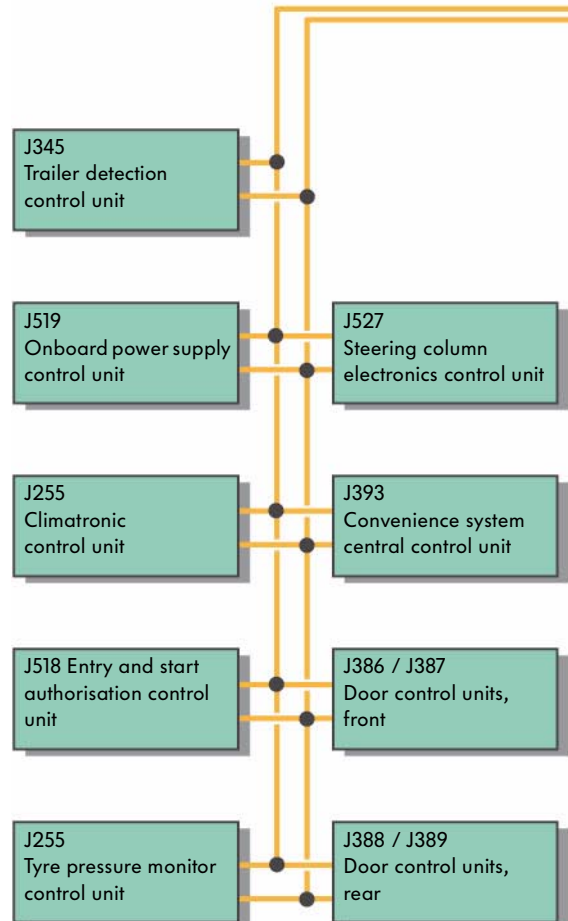 J345
Trailer detection
control unit
J519
Onboard power supply
control unit
J527
Steering column
electronics control unit
J255
Climatronic
control unit
J393
Convenience system
central control unit
J518 Entry and start
authorisation control
unit
J386 / J387
Door control units,
front
J255
Tyre pressure monitor
control unit
J388 / J389
Door control units,
rear